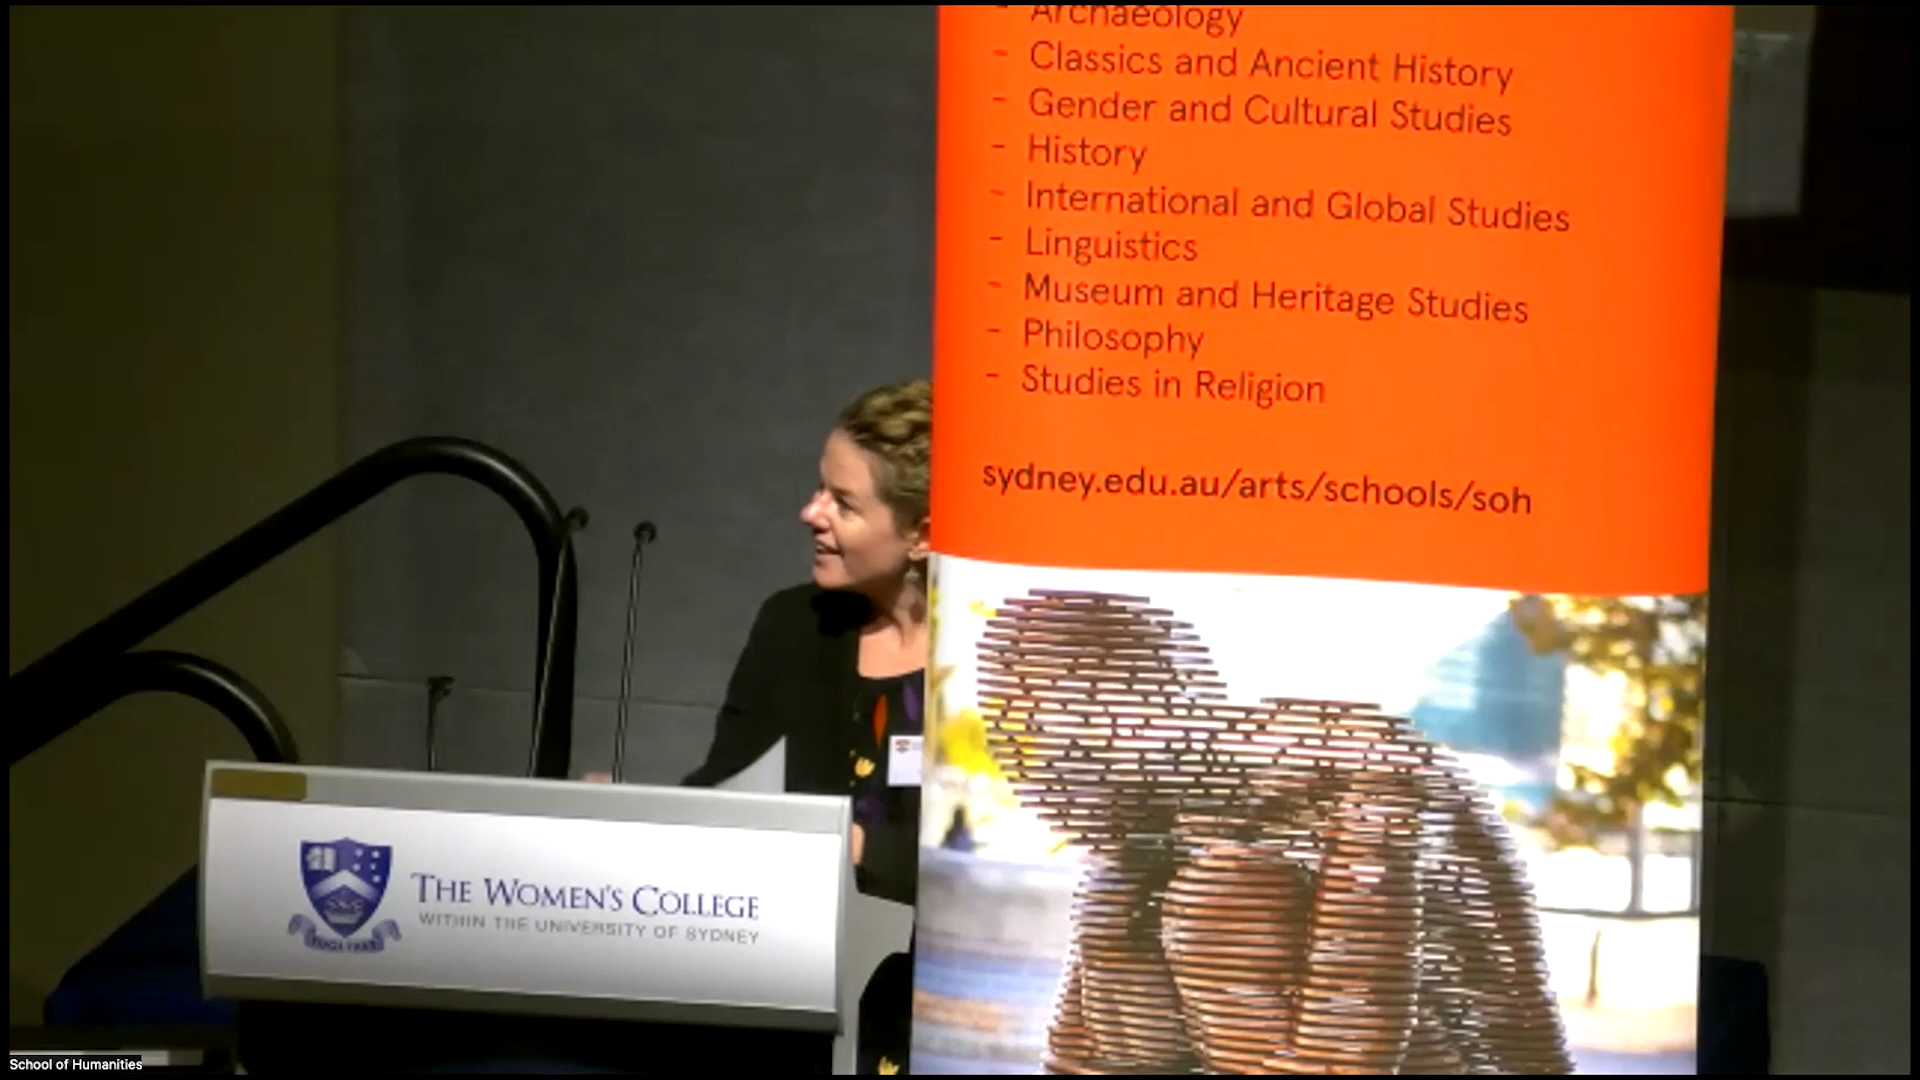 - Archaeology
- Classics and Ancient History
- Gender and Cultural Studies
- History
- International and Global Studies
- Linguistics
- Museum and Heritage Studies
- Philosophy
- Studies in Religion
sydney.edu.au/arts/schools/soh
THE WOMEN'S COLLEGE
WITHIN THE UNIVERSITY OF SYDNEY
School of Humanities